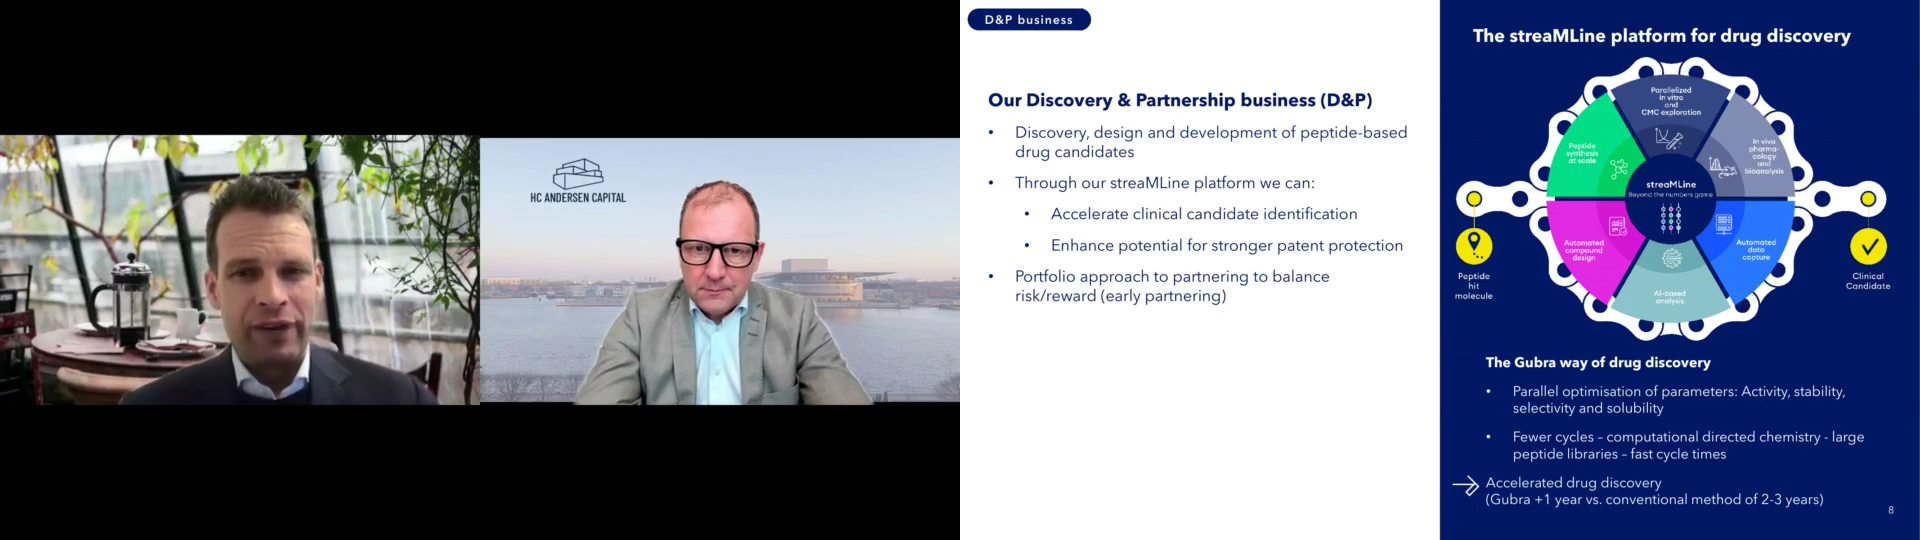 HC ANDERSEN CAPITAL
D&P business
Our Discovery & Partnership business (D&P)
• Discovery, design and development of peptide-based
drug candidates
• Through our streaMLine platform we can:
• Accelerate clinical candidate identification
• Enhance potential for stronger patent protection
• Portfolio approach to partnering to balance
risk/reward (early partnering)
The streaMLine platform for drug discovery
Parallelized
in vitro
and
CMC exploration
Peptide
synthesis
at scale
In vivo
pharma-
cology
and
bioanalysis
streaMLine
Beyond the numbers game
Automated
compound
design
Automated
data
capture
AI-based
analysis
Peptide
hit
molecule
Clinical
Candidate
The Gubra way of drug discovery
• Parallel optimisation of parameters: Activity, stability,
selectivity and solubility
• Fewer cycles – computational directed chemistry - large
peptide libraries – fast cycle times
Accelerated drug discovery
(Gubra +1 year vs. conventional method of 2-3 years)
8